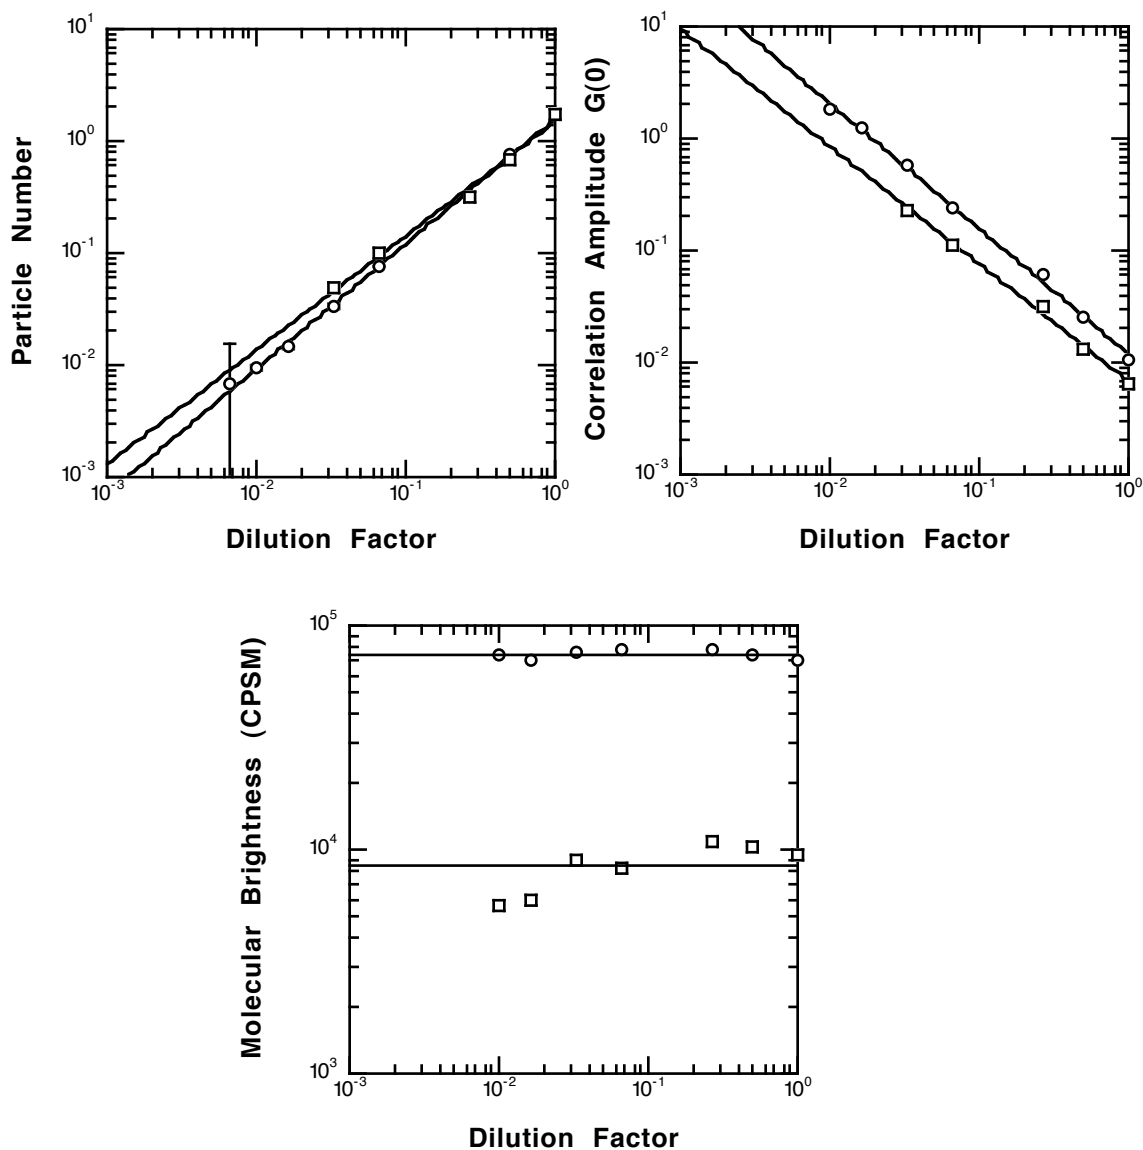 10^1
10^0
10^-1
10^-2
10^-3
Particle Number
10^-3 10^-2 10^-1 10^0
Dilution Factor
10^1
10^0
10^-1
10^-2
10^-3
Correlation Amplitude G(0)
10^-3 10^-2 10^-1 10^0
Dilution Factor
10^5
10^4
10^3
Molecular Brightness (CPSM)
10^-3 10^-2 10^-1 10^0
Dilution Factor